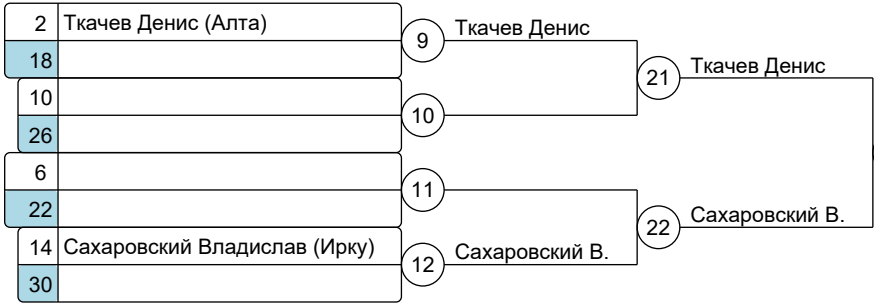 2 Ткачев Денис (Алта)
18
10
26
6
22
14 Сахаровский Владислав (Ирку)
30
9 Ткачев Денис
10
11
12 Сахаровский В.
21 Ткачев Денис
22 Сахаровский В.